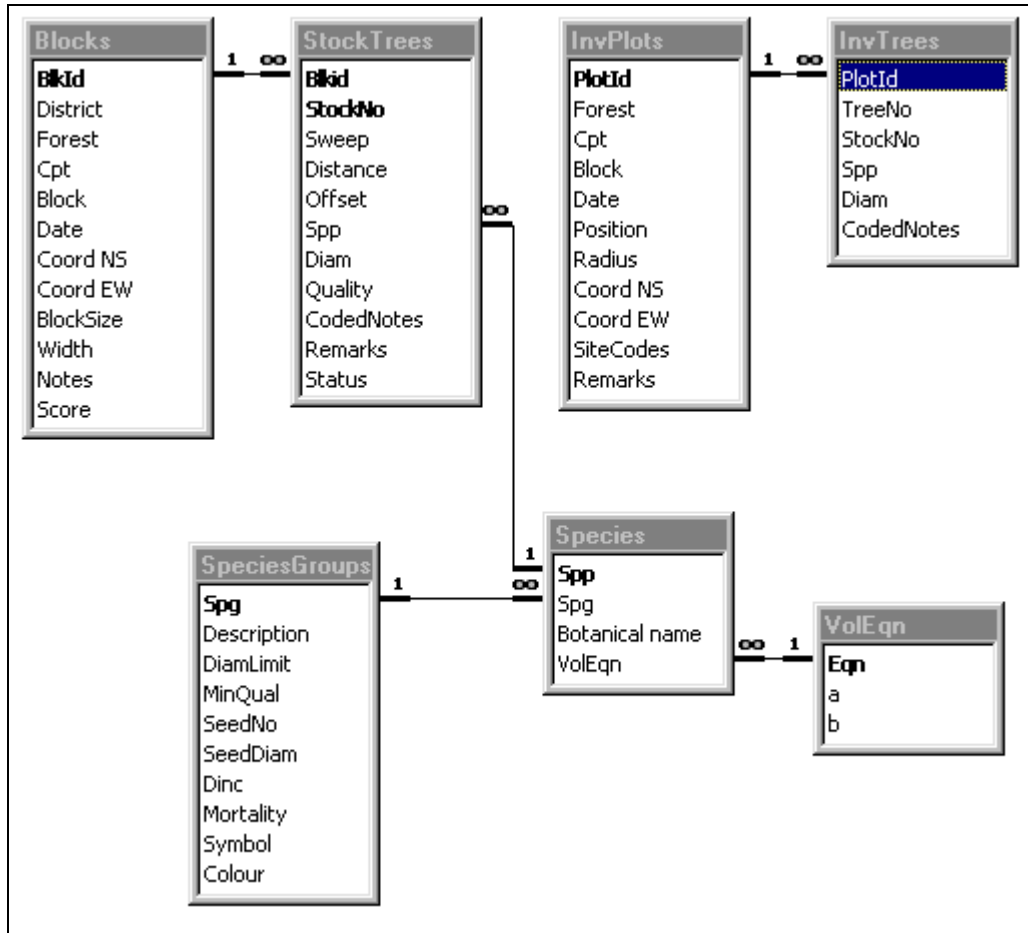 Blocks
BlkId
District
Forest
Cpt
Block
Date
Coord NS
Coord EW
BlockSize
Width
Notes
Score
1 ∞
StockTrees
Blkid
StockNo
Sweep
Distance
Offset
Spp
Diam
Quality
CodedNotes
Remarks
Status
∞
InvPlots
PlotId
Forest
Cpt
Block
Date
Position
Radius
Coord NS
Coord EW
SiteCodes
Remarks
1 ∞
InvTrees
PlotId
TreeNo
StockNo
Spp
Diam
CodedNotes
SpeciesGroups
Spg
Description
DiamLimit
MinQual
SeedNo
SeedDiam
Dinc
Mortality
Symbol
Colour
1
1
∞
Species
Spp
Spg
Botanical name
VolEqn
∞ 1
VolEqn
Eqn
a
b